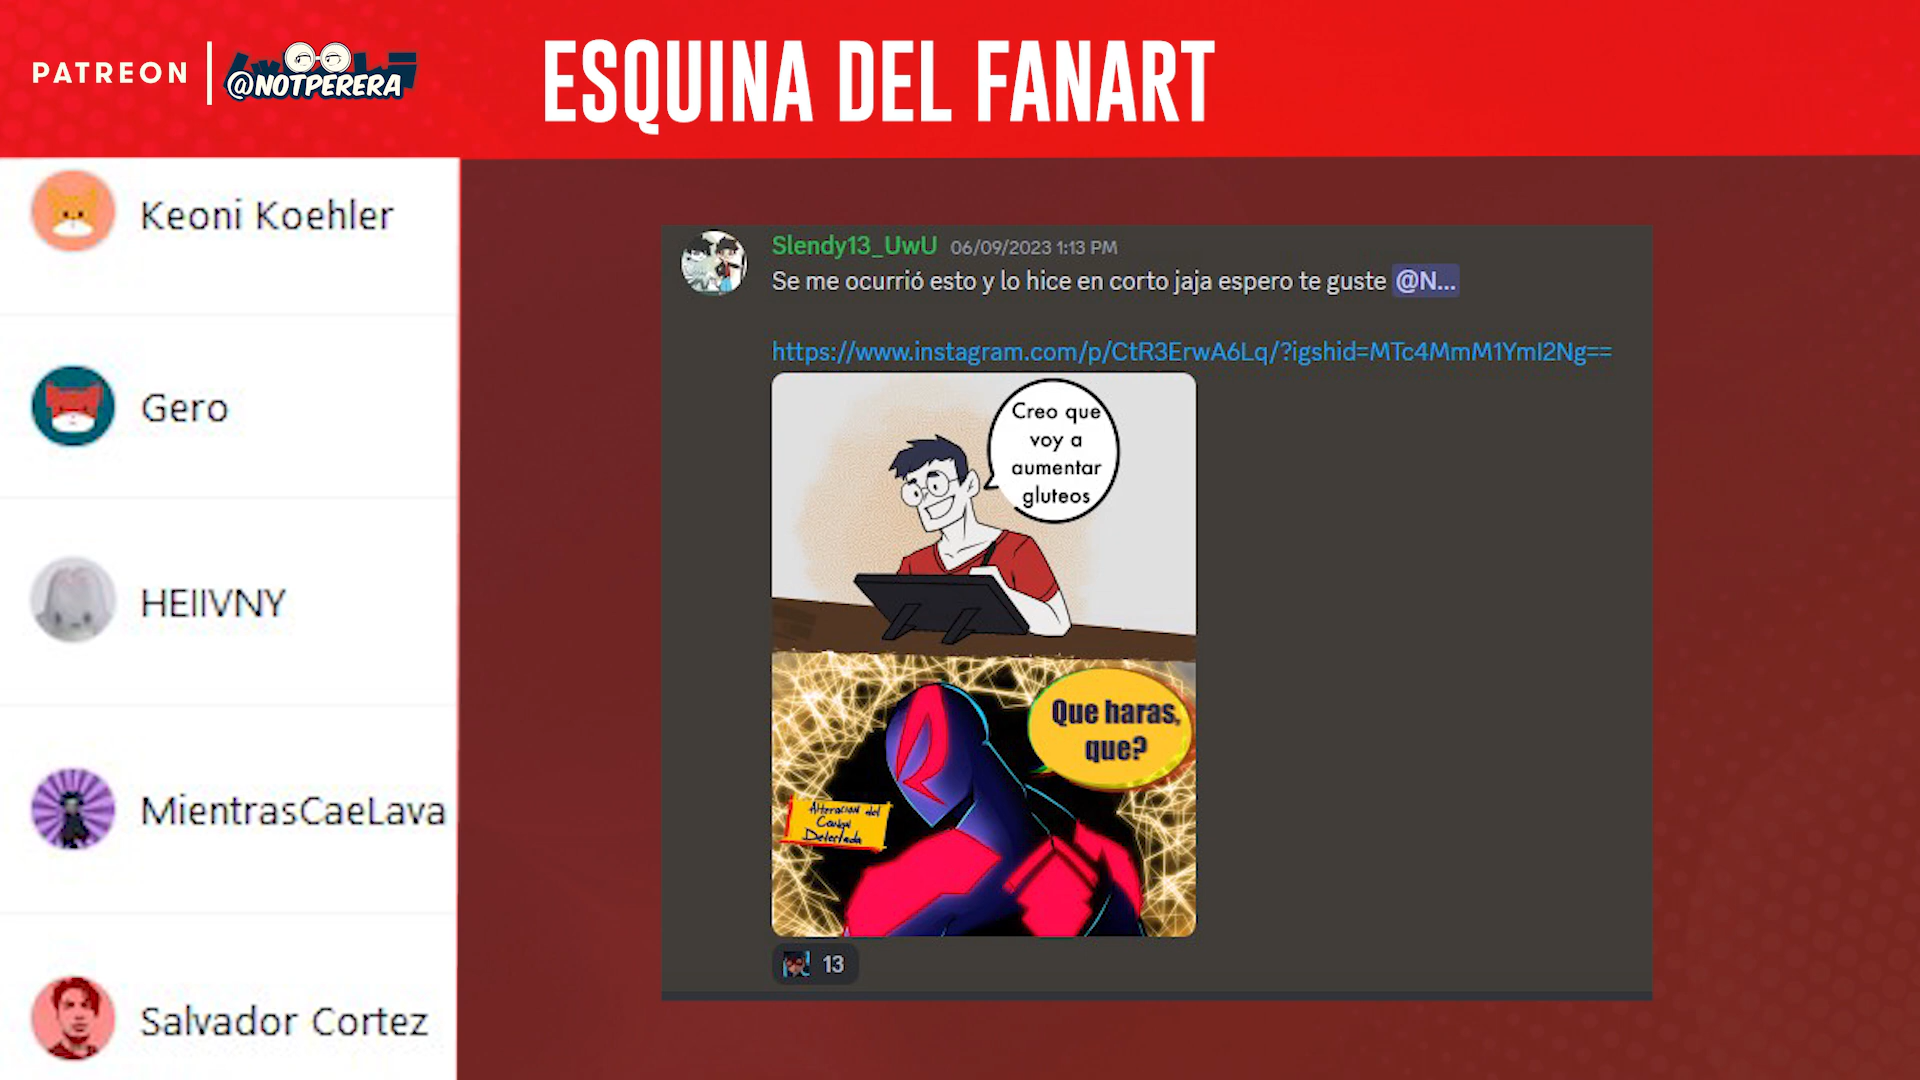 PATREON
@NOTPERERA
ESQUINA DEL FANART
Keoni Koehler
Gero
HEIIVNY
MientrasCaeLava
Salvador Cortez
Slendy13_UwU 06/09/2023 1:13 PM
Se me ocurrió esto y lo hice en corto jaja espero te guste @N...
https://www.instagram.com/p/CtR3ErwA6Lq/?igshid=MTc4MmM1YmI2Ng==
Creo que
voy a
aumentar
gluteos
Que haras,
que?
Alteracion del
Detectada
13